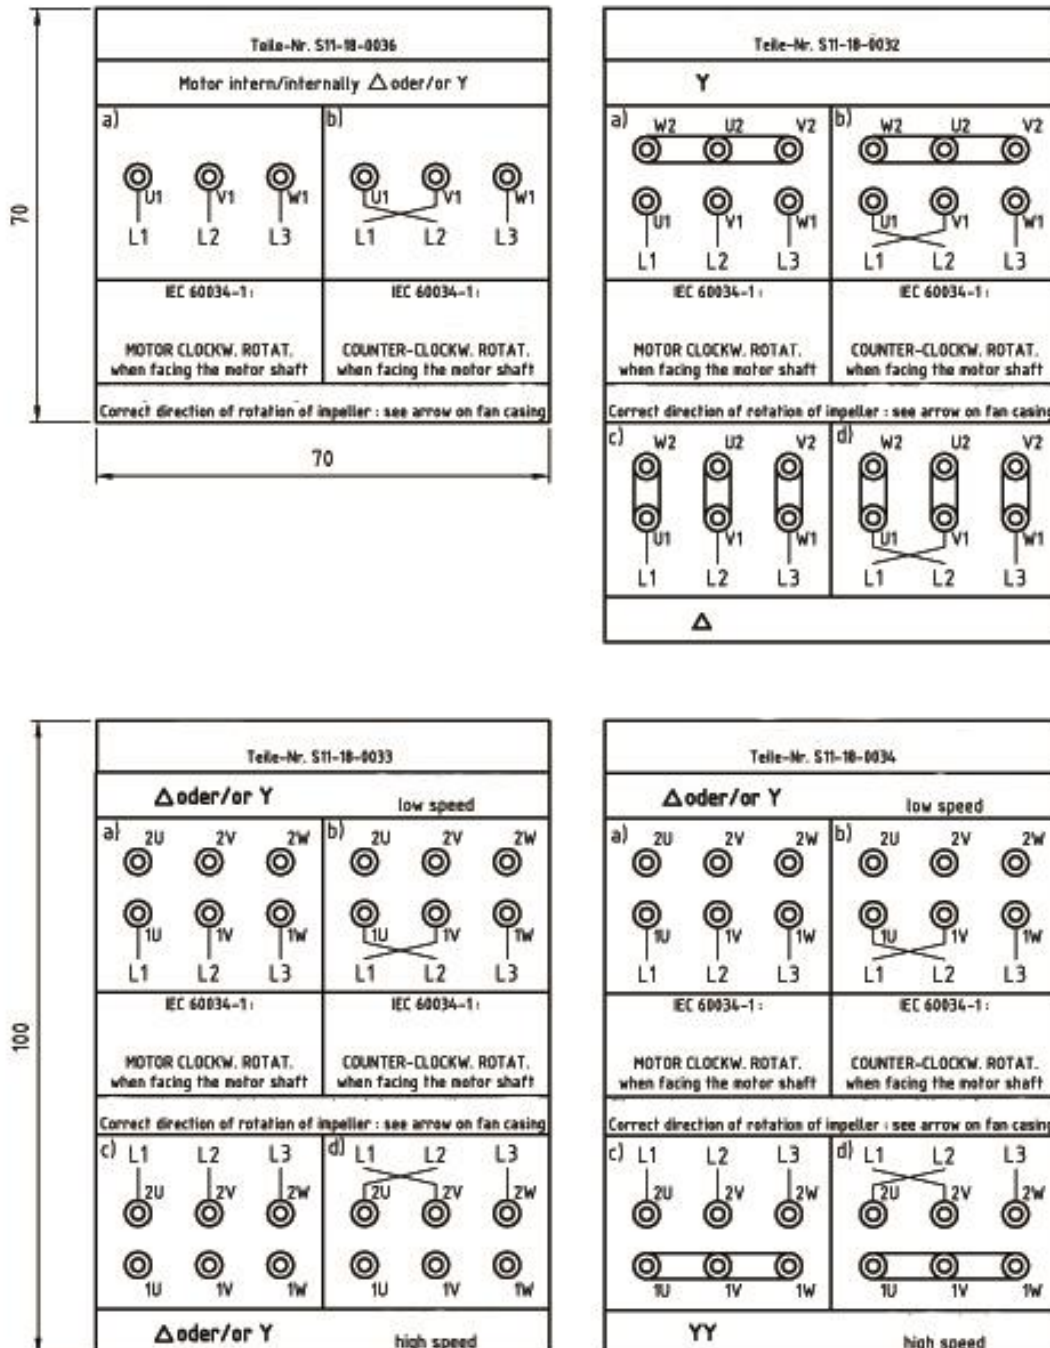 Teile-Nr. S11-18-0036
Motor intern/internally Δ oder/or Y
a)
U1 V1 W1
L1 L2 L3
b)
U1 V1 W1
L1 L2 L3
IEC 60034-1:
MOTOR CLOCKW. ROTAT.
when facing the motor shaft
IEC 60034-1:
COUNTER-CLOCKW. ROTAT.
when facing the motor shaft
Correct direction of rotation of impeller : see arrow on fan casing
70
70
Teile-Nr. S11-18-0032
Y
a)
W2 U2 V2
U1 V1 W1
L1 L2 L3
b)
W2 U2 V2
U1 V1 W1
L1 L2 L3
IEC 60034-1:
MOTOR CLOCKW. ROTAT.
when facing the motor shaft
IEC 60034-1:
COUNTER-CLOCKW. ROTAT.
when facing the motor shaft
Correct direction of rotation of impeller : see arrow on fan casing
c)
W2 U2 V2
U1 V1 W1
L1 L2 L3
d)
W2 U2 V2
U1 V1 W1
L1 L2 L3
Δ
Teile-Nr. S11-18-0033
Δ oder/or Y low speed
a)
2U 2V 2W
1U 1V 1W
L1 L2 L3
b)
2U 2V 2W
1U 1V 1W
L1 L2 L3
IEC 60034-1:
MOTOR CLOCKW. ROTAT.
when facing the motor shaft
IEC 60034-1:
COUNTER-CLOCKW. ROTAT.
when facing the motor shaft
Correct direction of rotation of impeller : see arrow on fan casing
c)
L1 L2 L3
2U 2V 2W
1U 1V 1W
d)
L1 L2 L3
2U 2V 2W
1U 1V 1W
Δ oder/or Y high speed
100
Teile-Nr. S11-18-0034
Δ oder/or Y low speed
a)
2U 2V 2W
1U 1V 1W
L1 L2 L3
b)
2U 2V 2W
1U 1V 1W
L1 L2 L3
IEC 60034-1:
MOTOR CLOCKW. ROTAT.
when facing the motor shaft
IEC 60034-1:
COUNTER-CLOCKW. ROTAT.
when facing the motor shaft
Correct direction of rotation of impeller : see arrow on fan casing
c)
L1 L2 L3
2U 2V 2W
1U 1V 1W
d)
L1 L2 L3
2U 2V 2W
1U 1V 1W
YY high speed